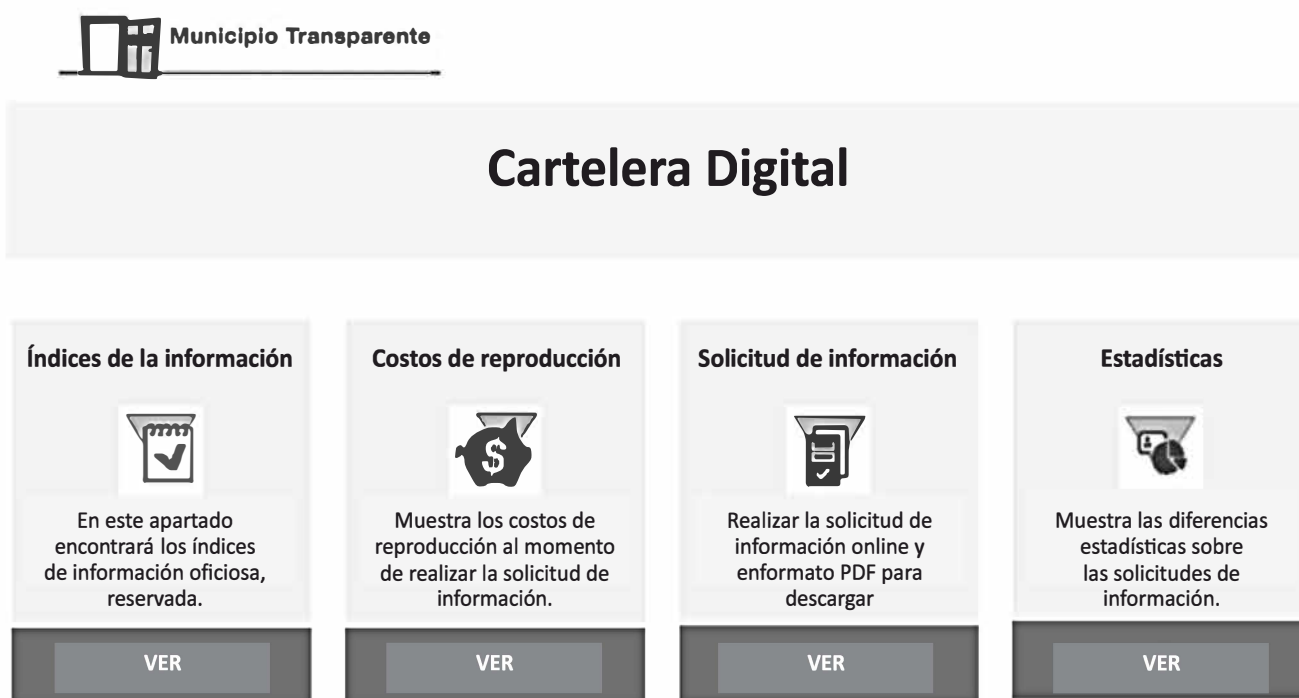 Municipio Transparente
Cartelera Digital
Índices de la información
En este apartado
encontrará los índices
de información oficiosa,
reservada.
VER
Costos de reproducción
$
Muestra los costos de
reproducción al momento
de realizar la solicitud de
información.
VER
Solicitud de información
Realizar la solicitud de
información online y
enformato PDF para
descargar
VER
Estadísticas
Muestra las diferencias
estadísticas sobre
las solicitudes de
información.
VER